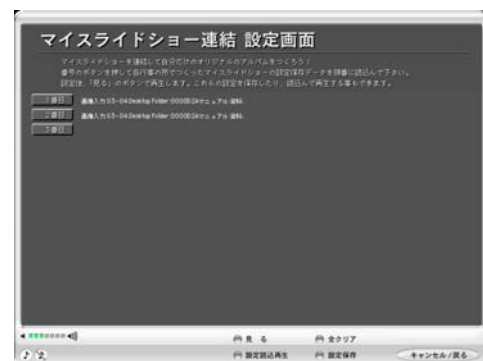 マイスライドショー連結 設定画面
マイスライドショーを連結して自分だけのオリジナルのアルバムをつくろう！
番号のボタンを押して各行事の所でつくったマイスライドショーの設定保存データを順番に読込んで下さい。
設定後、「見る」のボタンで再生します。これらの設定を保存したり、読込んで再生する事もできます。
1番目
2番目
3番目
見る 全クリア
設定読込再生 設定保存 キャンセル/戻る